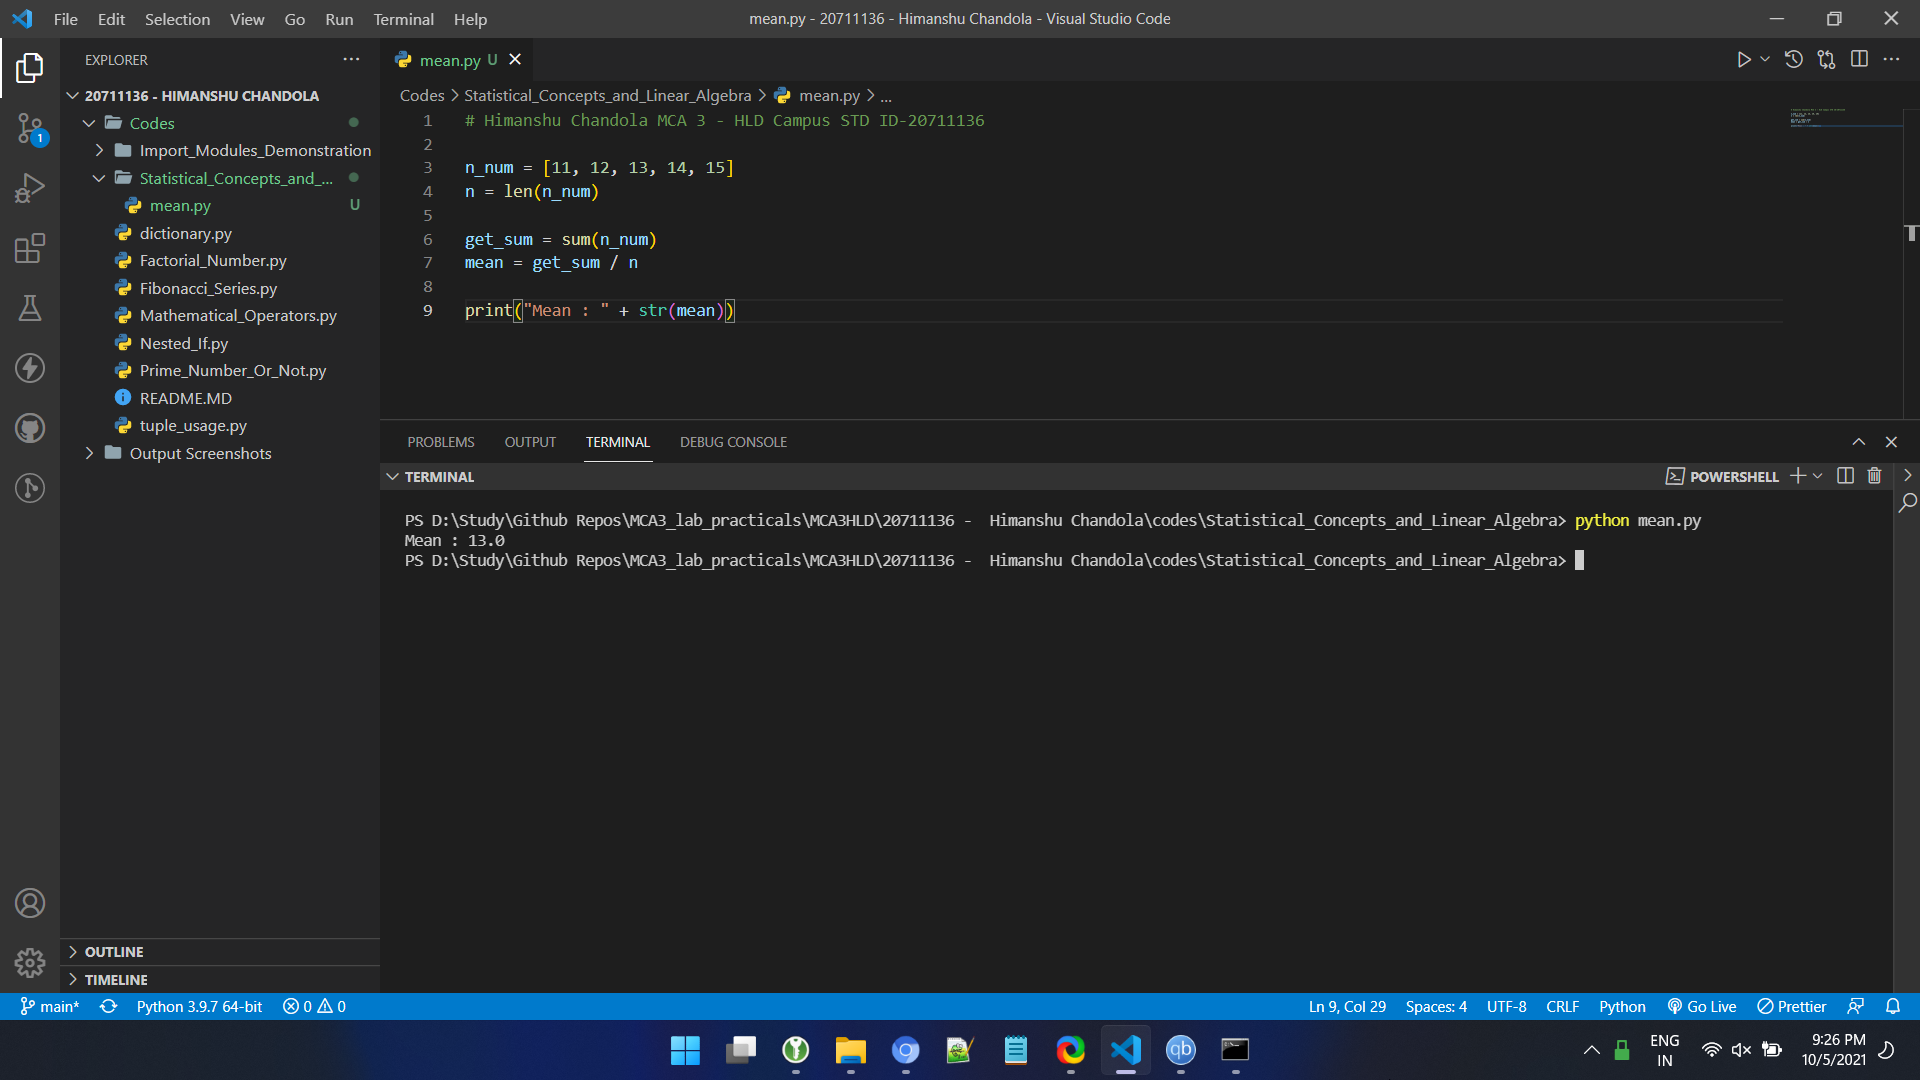 File Edit Selection View Go Run Terminal Help
mean.py - 20711136 - Himanshu Chandola - Visual Studio Code
EXPLORER
20711136 - HIMANSHU CHANDOLA
Codes
Import_Modules_Demonstration
Statistical_Concepts_and_...
mean.py U
dictionary.py
Factorial_Number.py
Fibonacci_Series.py
Mathematical_Operators.py
Nested_If.py
Prime_Number_Or_Not.py
README.MD
tuple_usage.py
Output Screenshots
OUTLINE
TIMELINE
1
mean.py U
Codes > Statistical_Concepts_and_Linear_Algebra > mean.py > ...
1 # Himanshu Chandola MCA 3 - HLD Campus STD ID-20711136
2
3 n_num = [11, 12, 13, 14, 15]
4 n = len(n_num)
5
6 get_sum = sum(n_num)
7 mean = get_sum / n
8
9 print("Mean : " + str(mean))
PROBLEMS OUTPUT TERMINAL DEBUG CONSOLE
TERMINAL
POWERSHELL
PS D:\Study\Github Repos\MCA3_lab_practicals\MCA3HLD\20711136 -  Himanshu Chandola\codes\Statistical_Concepts_and_Linear_Algebra> python mean.py
Mean : 13.0
PS D:\Study\Github Repos\MCA3_lab_practicals\MCA3HLD\20711136 -  Himanshu Chandola\codes\Statistical_Concepts_and_Linear_Algebra>
main* Python 3.9.7 64-bit 0 0
Ln 9, Col 29 Spaces: 4 UTF-8 CRLF Python Go Live Prettier
qb
ENG
IN
9:26 PM
10/5/2021